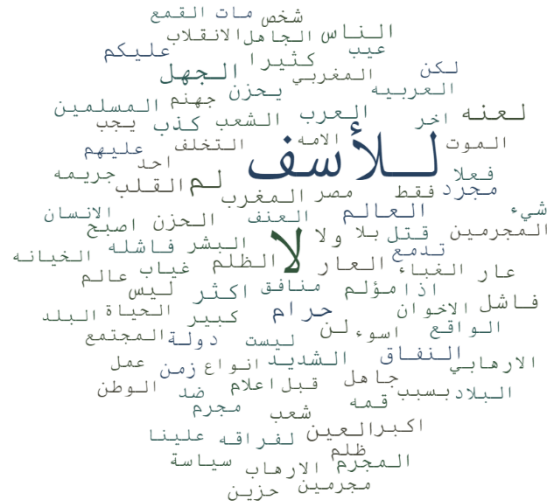 شخص مات القمع
الناس الجاهل الانقلاب
عيب كثيرا عليكم
لكن المغربي الجهل
العربيه يحزن جهنم المسلمين
لعنه اخر العرب الشعب كذب يجب
الموت للأسف الامه التخلف عليهم
فعلا احد جريمه
مجرد فقط مصر المغرب لم القلب
شيء العالم العنف الحزن اصبح الانسان
المجرمين قتل بلا ولا لا البشر فاشله الخيانه
تدمع الغباء العار الظلم غياب عالم
عار اذا مؤلم منافق اكثر ليس
فاشل الاخوان حرام كبير الحياة البلد
الواقع اسوء لن ليست دولة المجتمع
الارهابي النفاق الشديد انواع زمن عمل
البلاد بسبب جاهل قبل اعلام ضد الوطن
قمه شعب مجرم
اكبر العين لفراقه علينا
ظلم المجرم الارهاب سياسة
مجرمين حزين